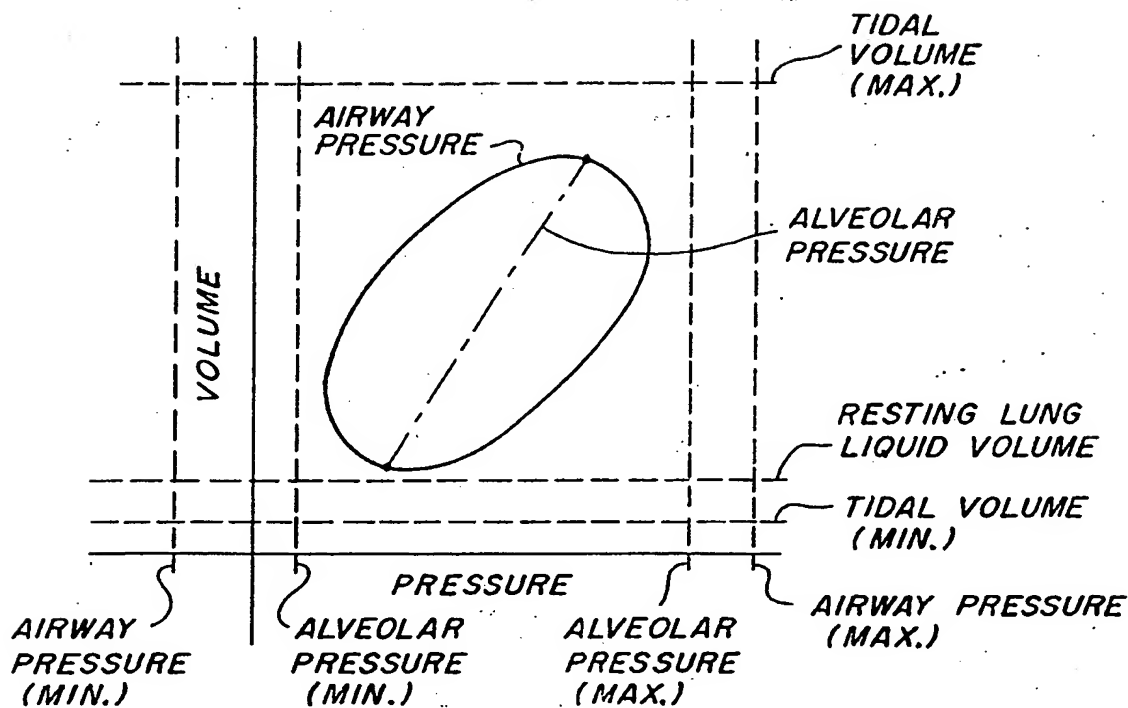 TIDAL
VOLUME
(MAX.)
AIRWAY
PRESSURE
ALVEOLAR
PRESSURE
VOLUME
RESTING LUNG
LIQUID VOLUME
TIDAL VOLUME
(MIN.)
PRESSURE
AIRWAY
PRESSURE
(MIN.)
ALVEOLAR
PRESSURE
(MIN.)
ALVEOLAR
PRESSURE
(MAX.)
AIRWAY PRESSURE
(MAX.)